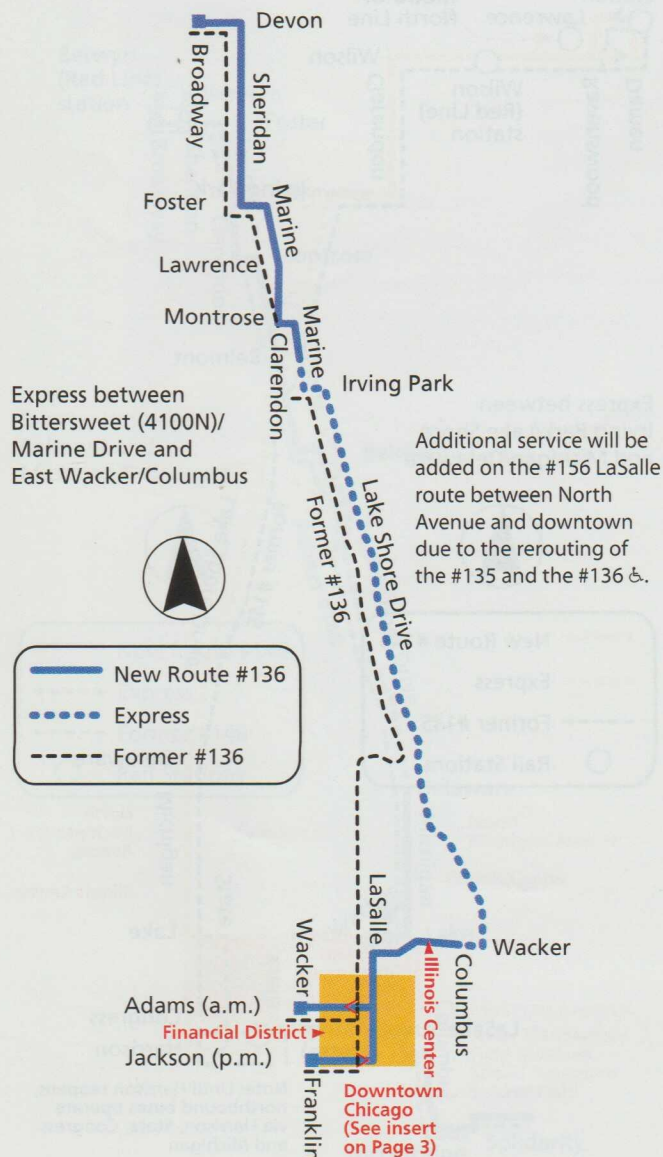 Devon
Broadway
Sheridan
Foster
Marine
Lawrence
Montrose
Marine
Clarendon
Irving Park
Express between
Bittersweet (4100N)/
Marine Drive and
East Wacker/Columbus
Additional service will be
added on the #156 LaSalle
route between North
Avenue and downtown
due to the rerouting of
the #135 and the #136 ♿.
Lake Shore Drive
Former #136
New Route #136
Express
Former #136
LaSalle
Wacker
Illinois Center
Columbus
Wacker
Adams (a.m.)
Financial District
Jackson (p.m.)
Franklin
Downtown
Chicago
(See insert
on Page 3)